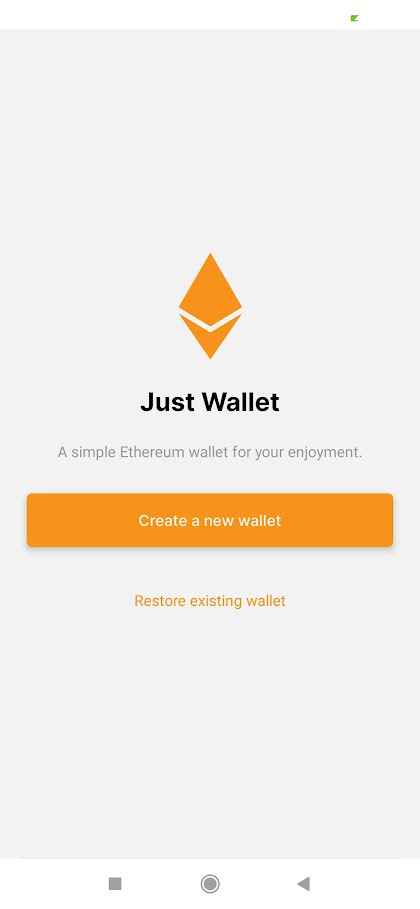 Just Wallet
A simple Ethereum wallet for your enjoyment.
Create a new wallet
Restore existing wallet